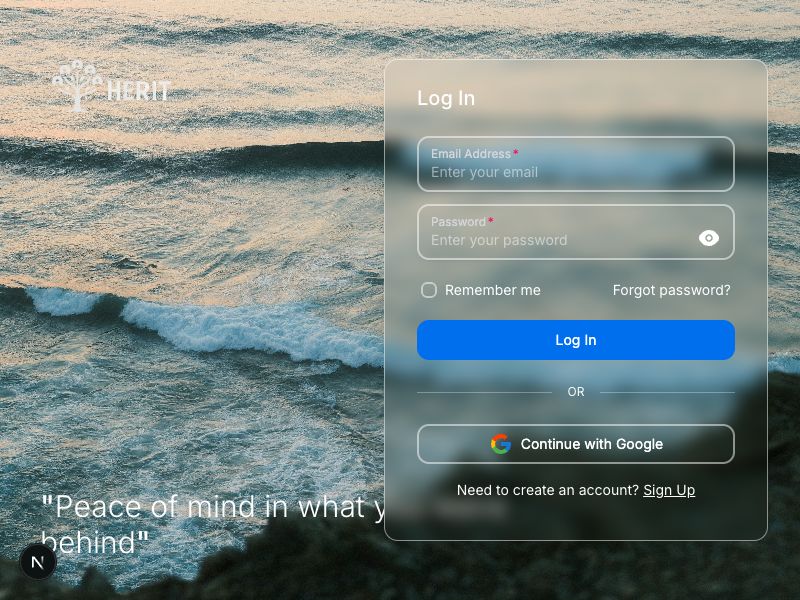 HERIT
Log In
Email Address*
Enter your email
Password*
Enter your password
Remember me
Forgot password?
Log In
OR
Continue with Google
Need to create an account? Sign Up
"Peace of mind in what
behind"
N